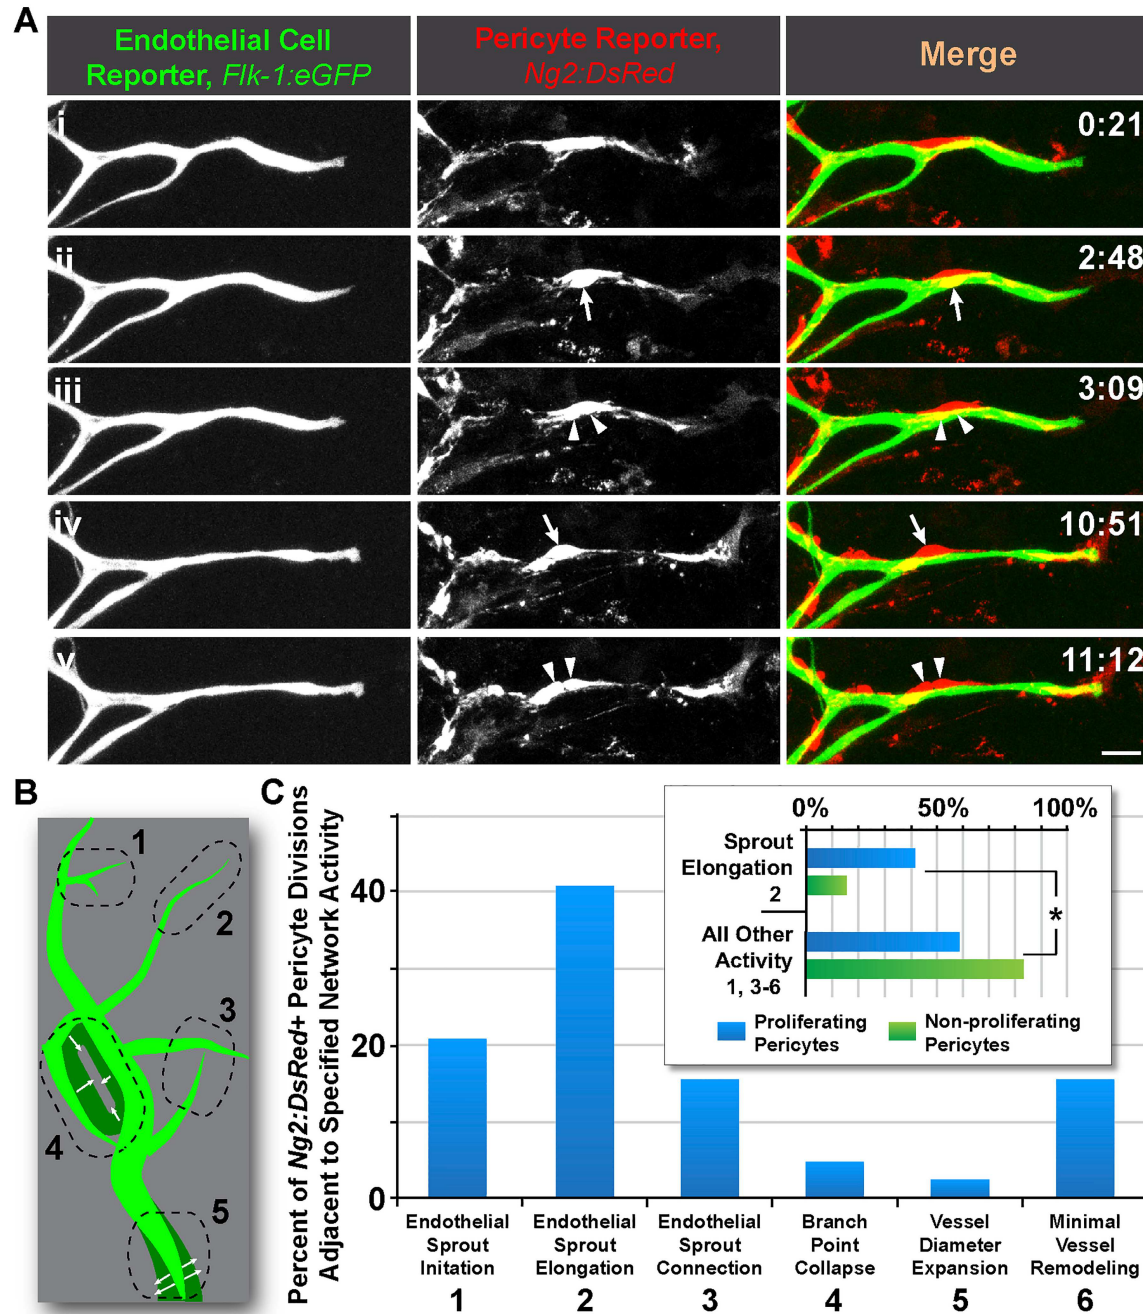 A
Endothelial Cell
Reporter, Flk-1:eGFP
Pericyte Reporter,
Ng2:DsRed
Merge
i
0:21
ii
2:48
iii
3:09
iv
10:51
v
11:12
B
1
2
3
4
5
C
Percent of Ng2:DsRed+ Pericyte Divisions
Adjacent to Specified Network Activity
40
20
0
0% 50% 100%
Sprout
Elongation
2
All Other
Activity
1, 3-6
*
Proliferating
Pericytes
Non-proliferating
Pericytes
Endothelial
Sprout
Initation
1
Endothelial
Sprout
Elongation
2
Endothelial
Sprout
Connection
3
Branch
Point
Collapse
4
Vessel
Diameter
Expansion
5
Minimal
Vessel
Remodeling
6